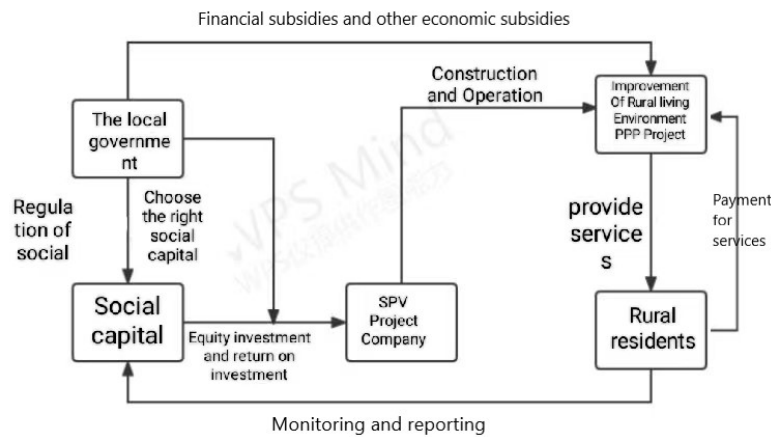 Financial subsidies and other economic subsidies
The local
governme
nt
Construction
and Operation
Improvement
Of Rural living
Environment
PPP Project
Regula
tion of
social
Choose
the right
social
capital
provide
service
s
Payment
for
services
Social
capital
Equity investment
and return on
investment
SPV
Project
Company
Rural
residents
Monitoring and reporting
VPS Mind